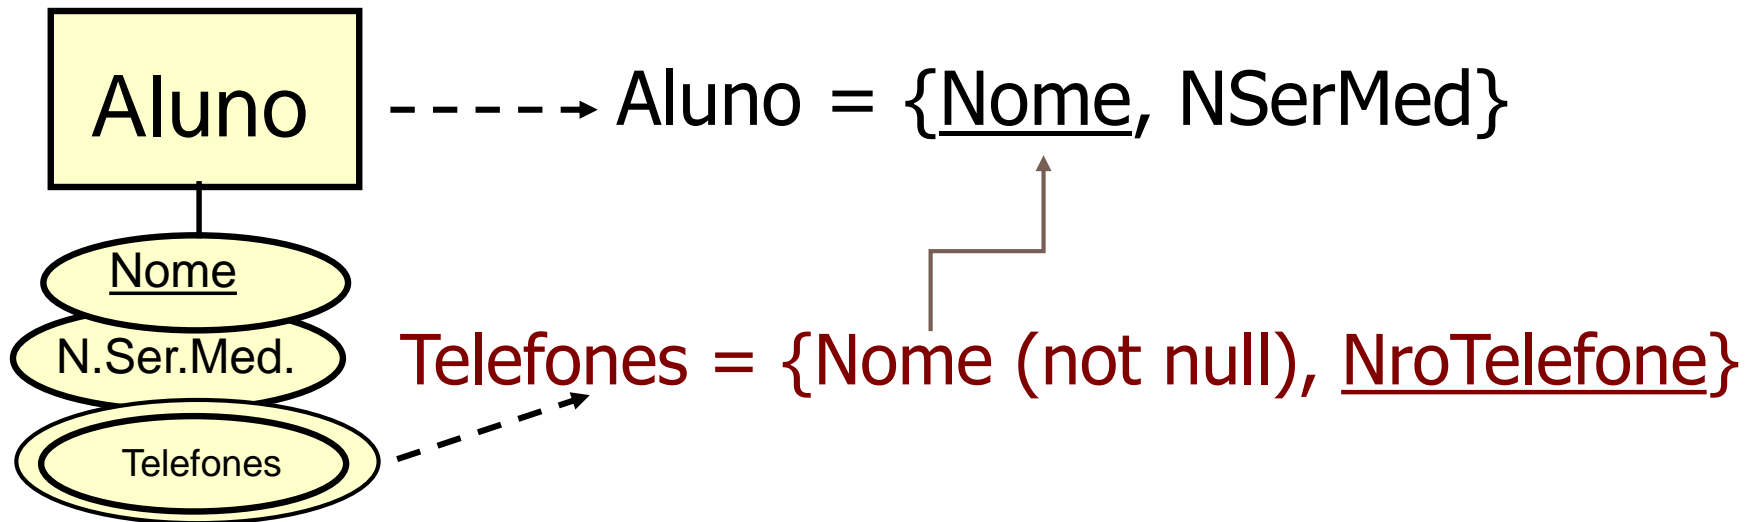 Aluno
Aluno = {Nome, NSerMed}
Nome
N.Ser.Med.
Telefones = {Nome (not null), NroTelefone}
Telefones